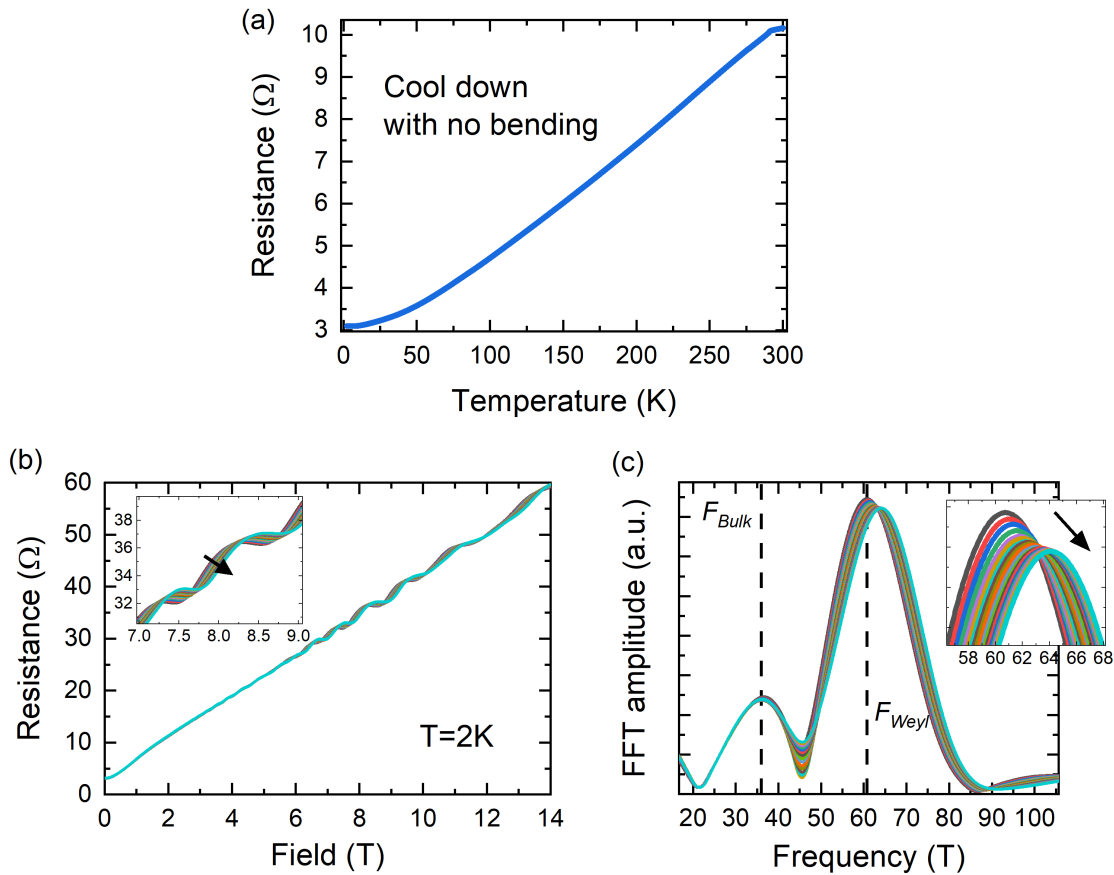 (a)
Resistance (Ω)
10
9
8
7
6
5
4
3
Cool down
with no bending
0 50 100 150 200 250 300
Temperature (K)
(b)
Resistance (Ω)
60
50
40
30
20
10
0
38
36
34
32
7.0 7.5 8.0 8.5 9.0
T=2K
0 2 4 6 8 10 12 14
Field (T)
(c)
FFT amplitude (a.u.)
F_Bulk
F_Weyl
58 60 62 64 66 68
20 30 40 50 60 70 80 90 100
Frequency (T)